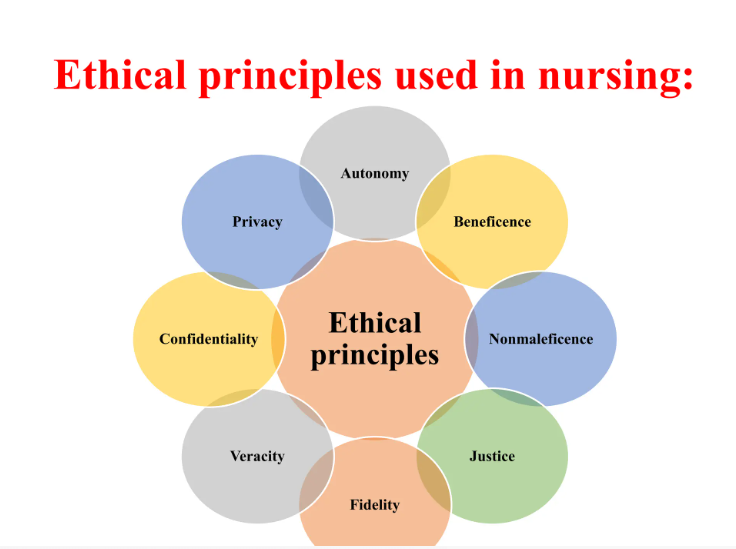 Ethical principles used in nursing:
Autonomy
Privacy
Beneficence
Ethical
principles
Confidentiality
Nonmaleficence
Veracity
Justice
Fidelity